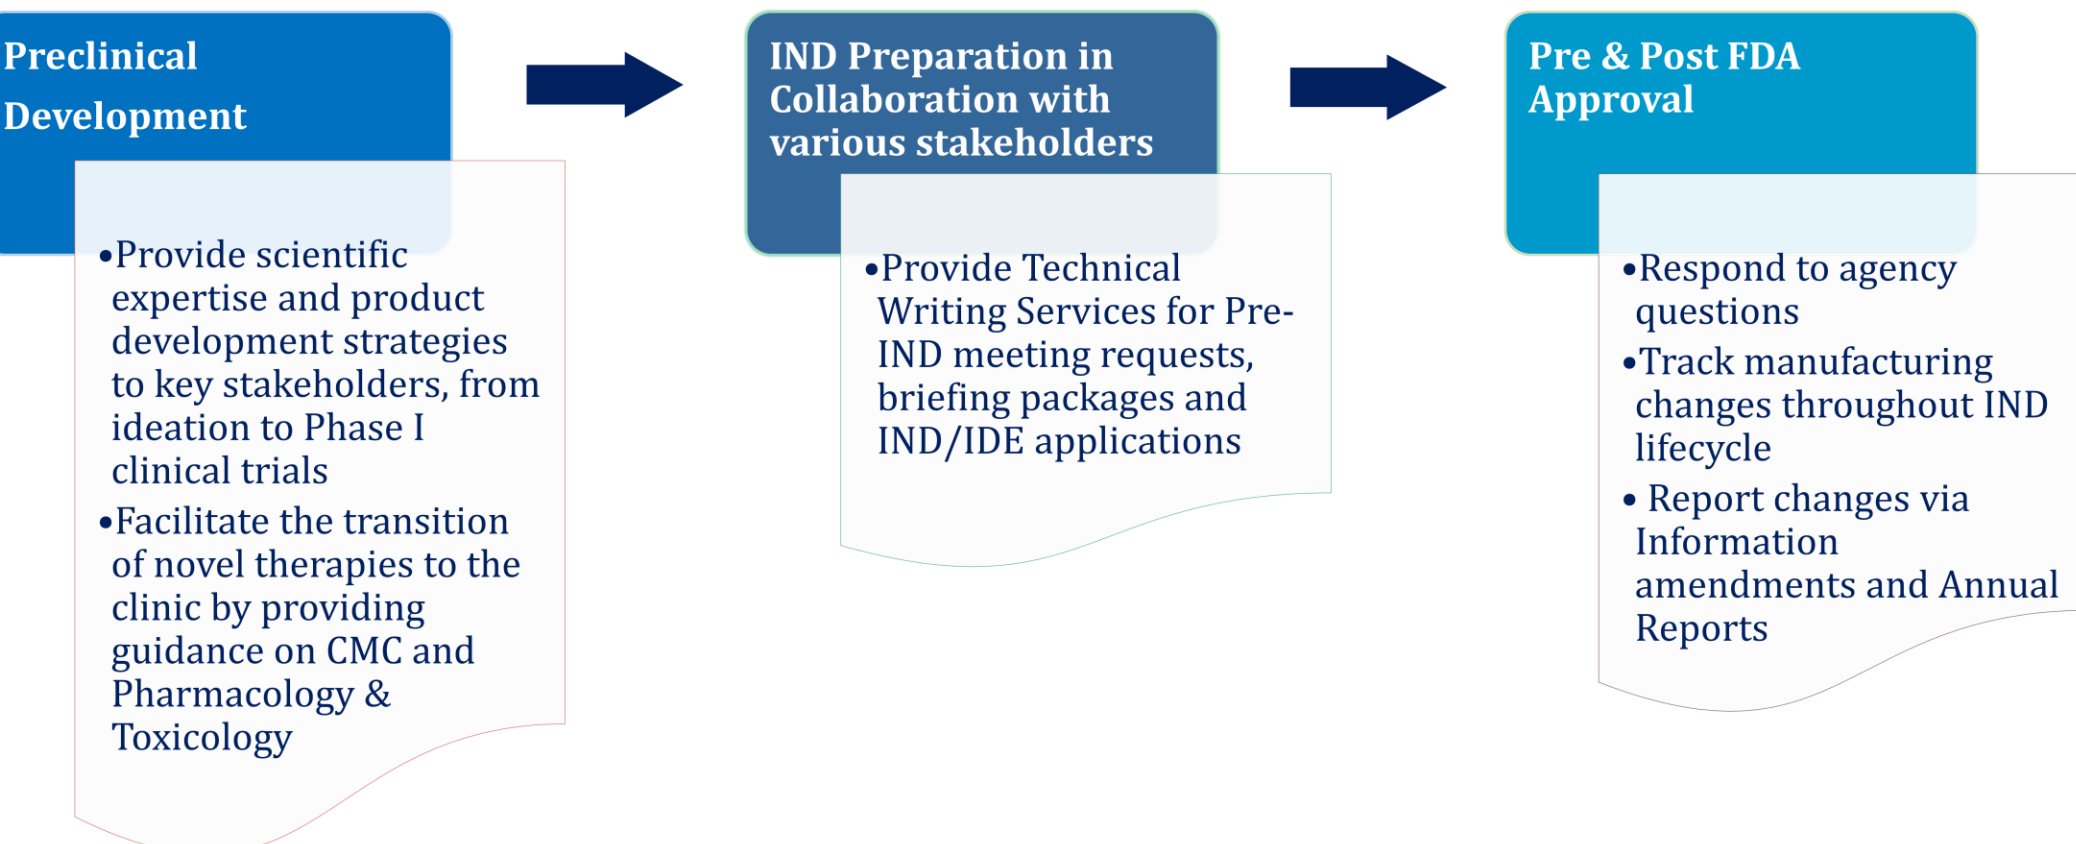 Preclinical
Development
•Provide scientific
expertise and product
development strategies
to key stakeholders, from
ideation to Phase I
clinical trials
•Facilitate the transition
of novel therapies to the
clinic by providing
guidance on CMC and
Pharmacology &
Toxicology
IND Preparation in
Collaboration with
various stakeholders
•Provide Technical
Writing Services for Pre-
IND meeting requests,
briefing packages and
IND/IDE applications
Pre & Post FDA
Approval
•Respond to agency
questions
•Track manufacturing
changes throughout IND
lifecycle
• Report changes via
Information
amendments and Annual
Reports